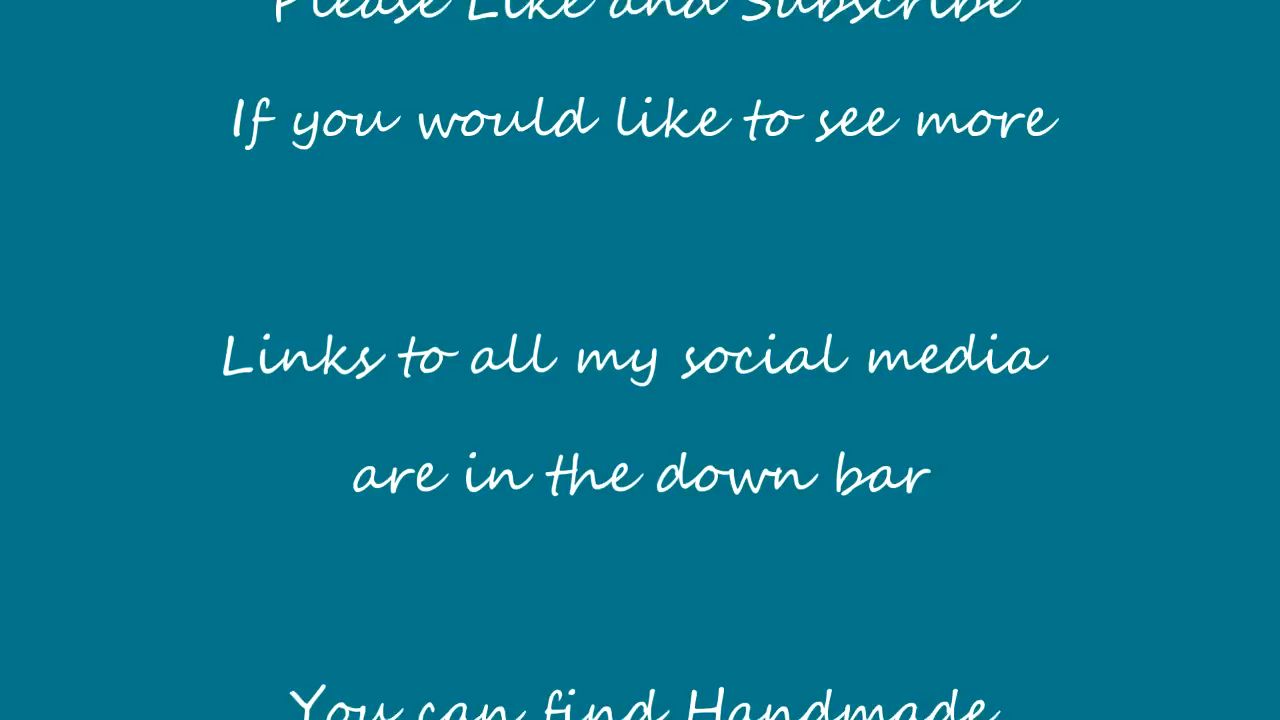 Please Like and Subscribe
If you would like to see more
Links to all my social media
are in the down bar
You can find Handmade